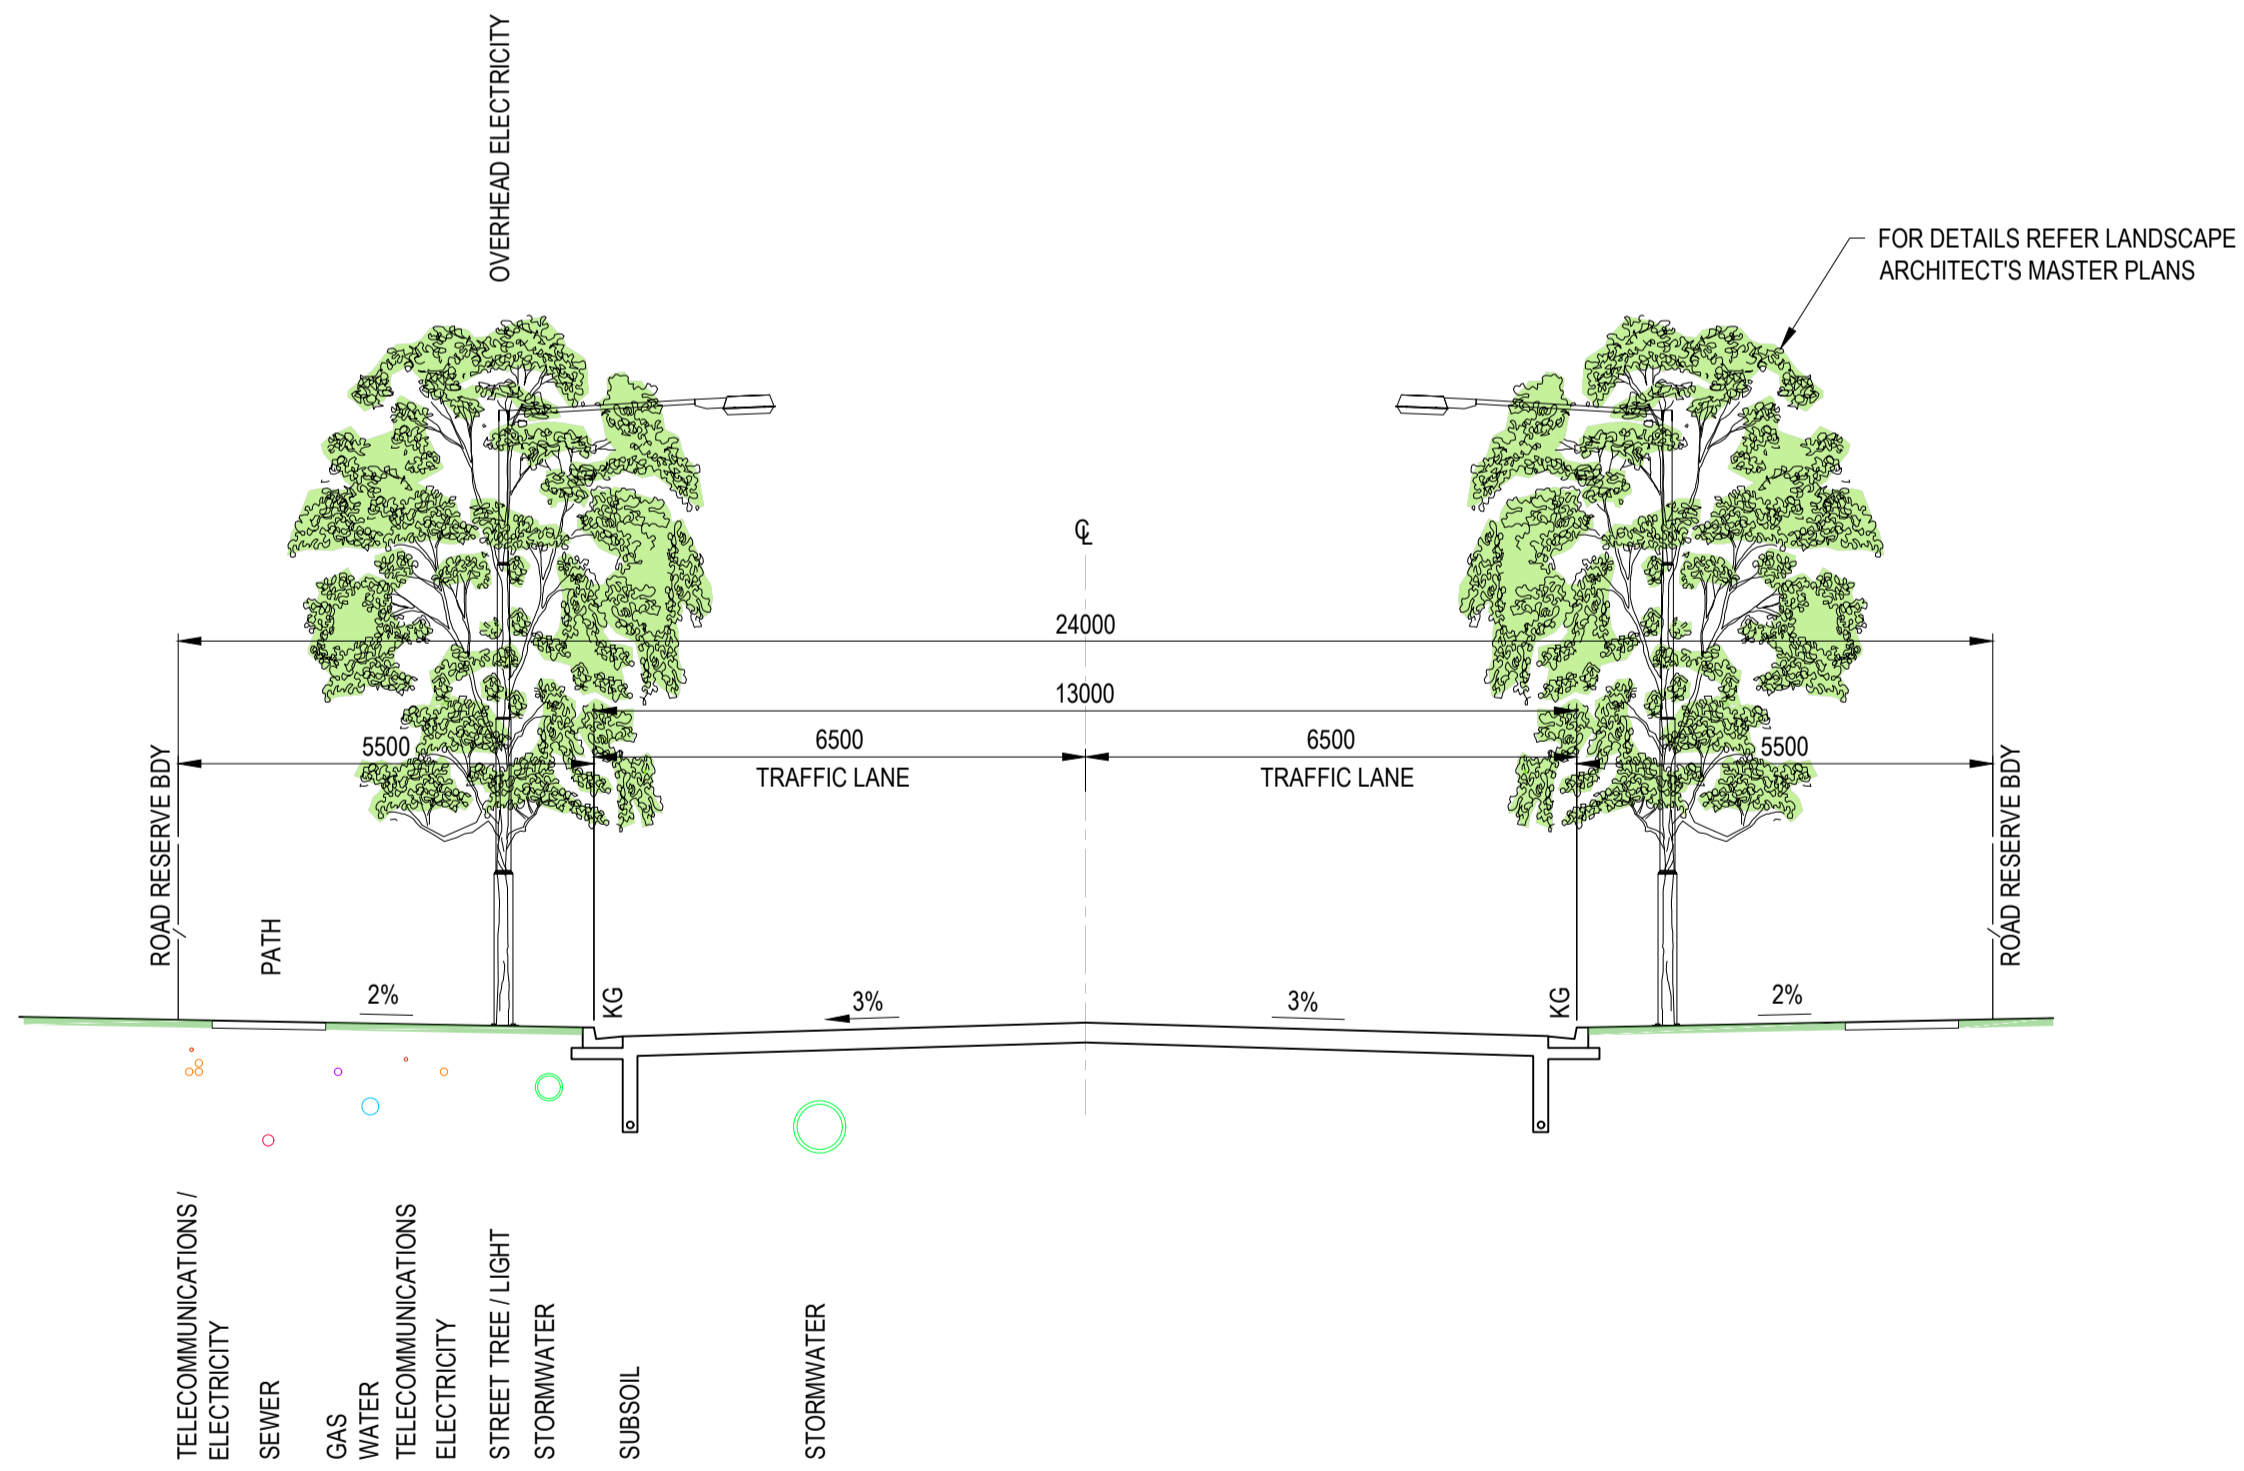 OVERHEAD ELECTRICITY
FOR DETAILS REFER LANDSCAPE
ARCHITECT'S MASTER PLANS
℄
24000
13000
5500
6500
TRAFFIC LANE
6500
TRAFFIC LANE
5500
ROAD RESERVE BDY
PATH
2%
KG
3%
3%
KG
2%
ROAD RESERVE BDY
TELECOMMUNICATIONS /
ELECTRICITY
SEWER
GAS
WATER
TELECOMMUNICATIONS
ELECTRICITY
STREET TREE / LIGHT
STORMWATER
SUBSOIL
STORMWATER